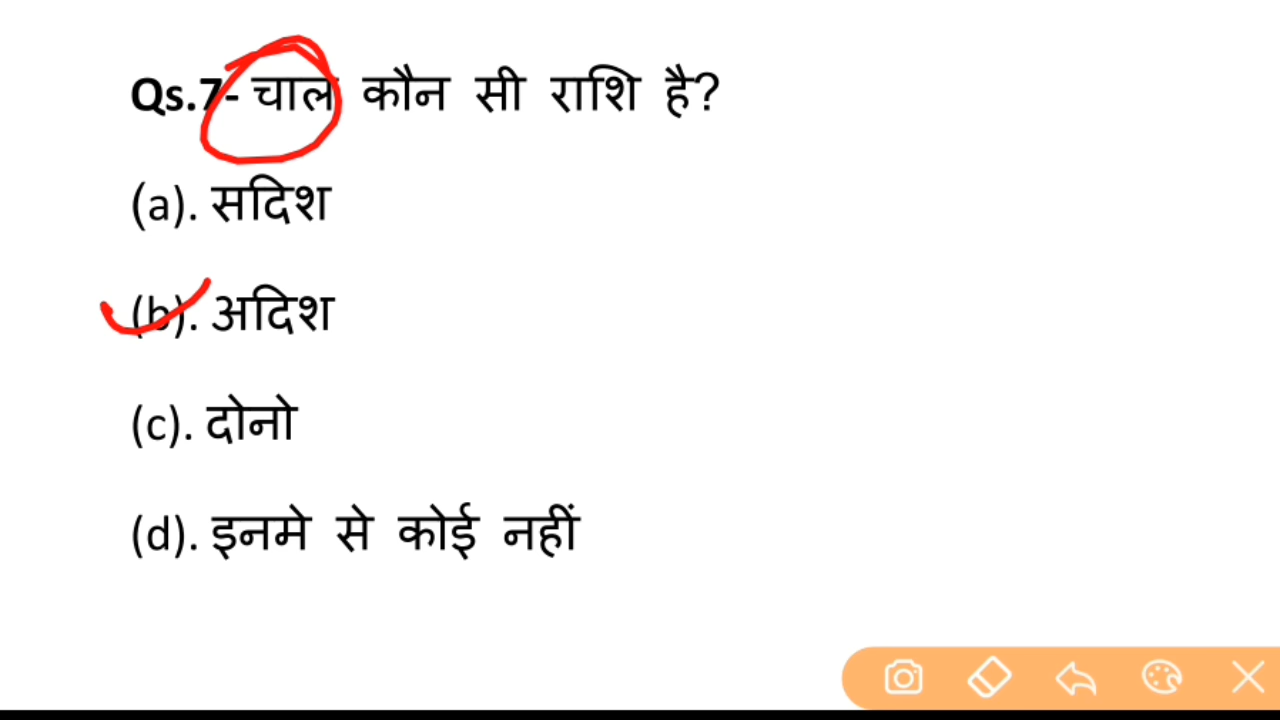 Qs.7- चाल कौन सी राशि है?
(a). सदिश
(b). अदिश
(c). दोनो
(d). इनमे से कोई नहीं